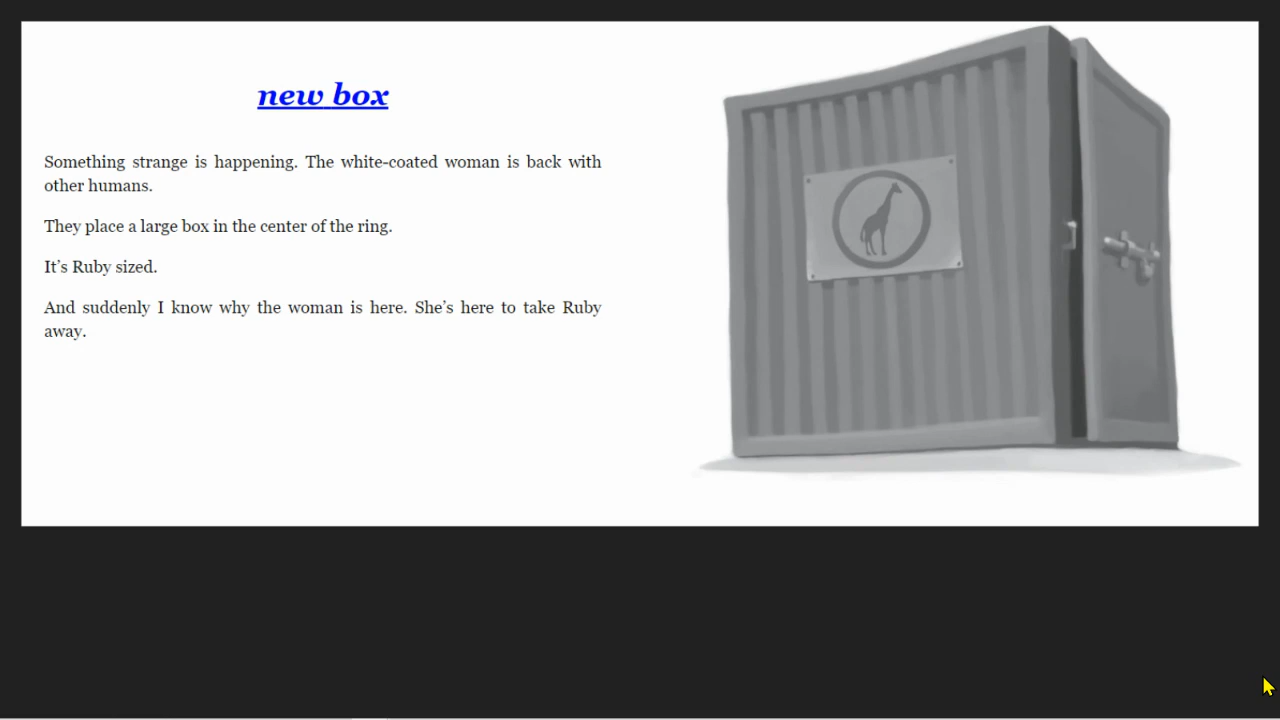 new box
Something strange is happening. The white-coated woman is back with
other humans.
They place a large box in the center of the ring.
It’s Ruby sized.
And suddenly I know why the woman is here. She’s here to take Ruby
away.